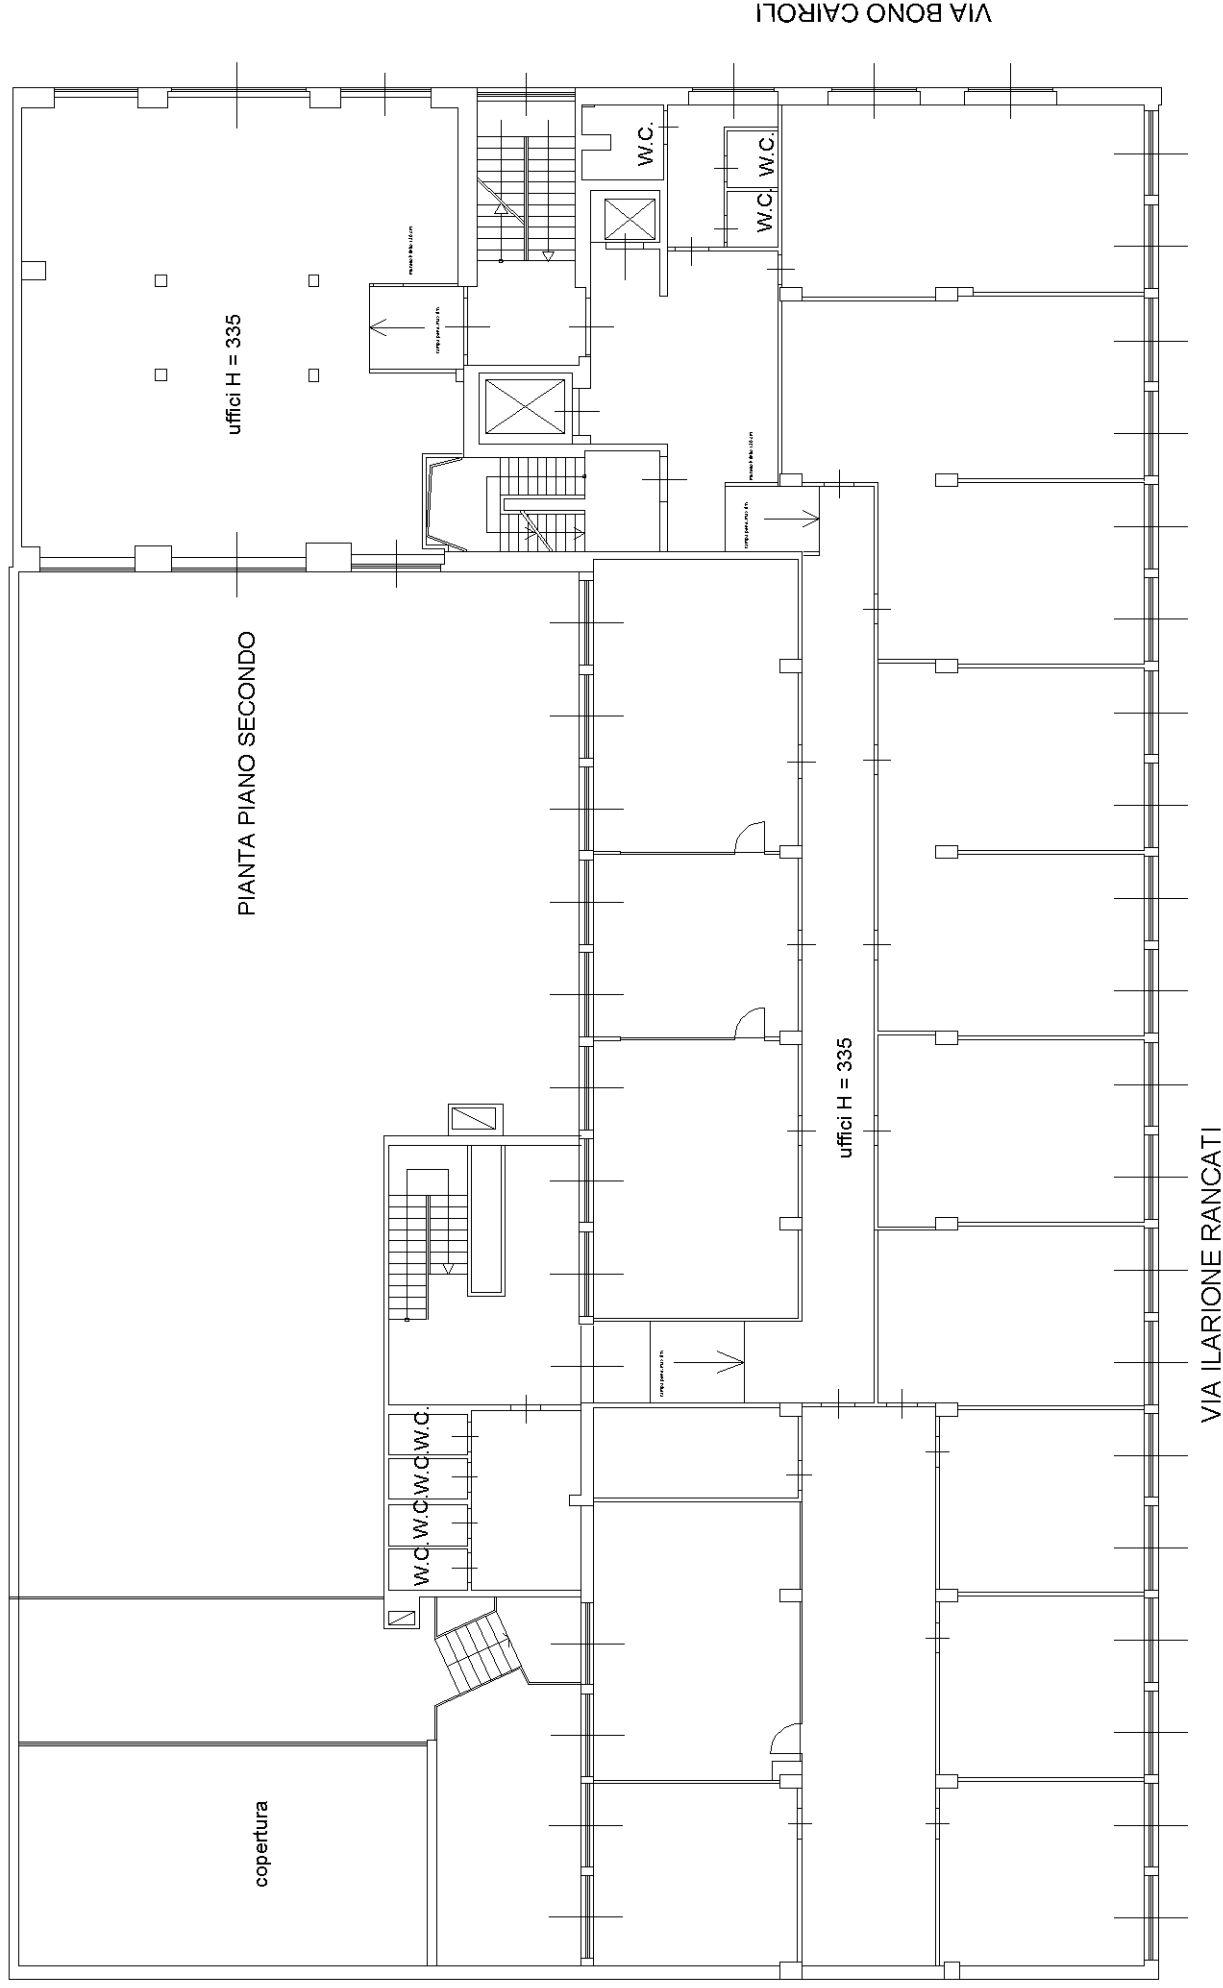 VIA BONO CAIROLI
W.C.
W.C.
W.C.
uffici H = 335
PIANTA PIANO SECONDO
uffici H = 335
VIA ILARIONE RANCATI
W.C.
W.C.
W.C.
W.C.
copertura